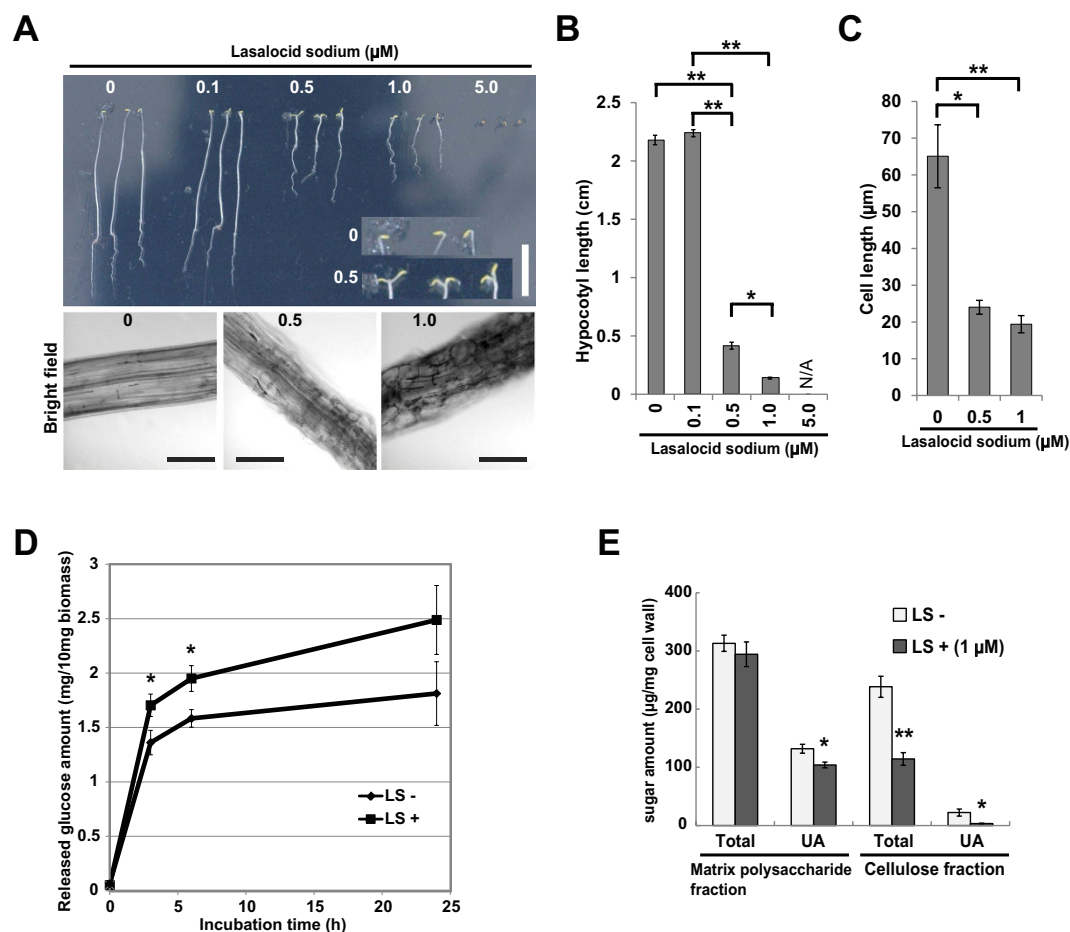 A
Lasalocid sodium (µM)
0 0.1 0.5 1.0 5.0
0
0.5
0 0.5 1.0
Bright field
B
**
**
**
*
2.5
2
1.5
1
0.5
0
Hypocotyl length (cm)
N/A
0 0.1 0.5 1.0 5.0
Lasalocid sodium (µM)
C
**
*
80
70
60
50
40
30
20
10
0
Cell length (µm)
0 0.5 1
Lasalocid sodium (µM)
D
Released glucose amount (mg/10mg biomass)
3
2.5
2
1.5
1
0.5
0
* *
LS -
LS +
0 5 10 15 20 25
Incubation time (h)
E
sugar amount (µg/mg cell wall)
400
300
200
100
0
LS -
LS + (1 µM)
* ** *
Total UA Total UA
Matrix polysaccharide
fraction
Cellulose fraction